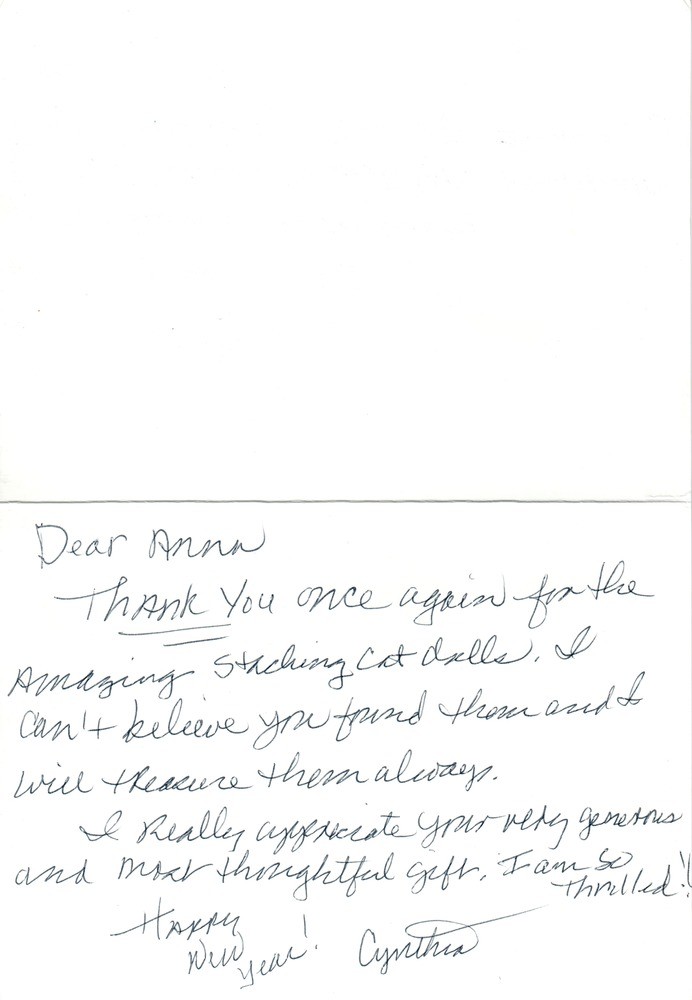 Dear Anna
Thank You once again for the
Amazing Stacking Cat dolls. I
Can't believe you found them and I
will treasure them always.
I Really appreciate your very generous
and most thoughtful gift. I am so
thrilled!!
Happy
New
Year!
Cynthia